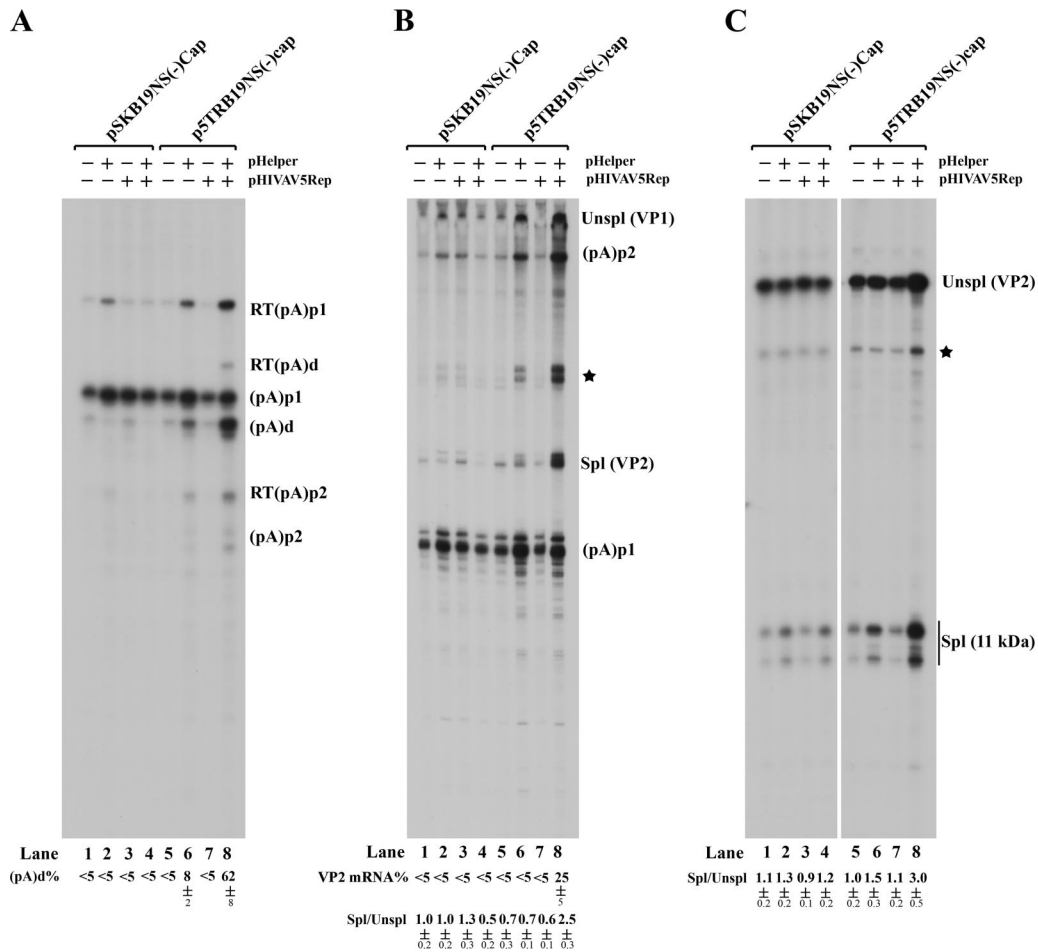 A
pSKB19NS(-)Cap
p5TRB19NS(-)cap
− + − + − + − + pHelper
− − + + − − + + pHIVAV5Rep
RT(pA)p1
RT(pA)d
(pA)p1
(pA)d
RT(pA)p2
(pA)p2
Lane 1 2 3 4 5 6 7 8
(pA)d% <5 <5 <5 <5 <5 8 <5 62
± ±
2 8
B
pSKB19NS(-)Cap
p5TRB19NS(-)cap
− + − + − + − + pHelper
− − + + − − + + pHIVAV5Rep
Unspl (VP1)
(pA)p2
★
Spl (VP2)
(pA)p1
Lane 1 2 3 4 5 6 7 8
VP2 mRNA% <5 <5 <5 <5 <5 <5 <5 25
±
5
Spl/Unspl 1.0 1.0 1.3 0.5 0.7 0.7 0.6 2.5
± ± ± ± ± ± ± ±
0.2 0.2 0.3 0.2 0.3 0.1 0.1 0.3
C
pSKB19NS(-)Cap
p5TRB19NS(-)cap
− + − + − + − + pHelper
− − + + − − + + pHIVAV5Rep
Unspl (VP2)
★
Spl (11 kDa)
Lane 1 2 3 4 5 6 7 8
Spl/Unspl 1.1 1.3 0.9 1.2 1.0 1.5 1.1 3.0
± ± ± ± ± ± ± ±
0.2 0.2 0.1 0.2 0.2 0.3 0.2 0.5